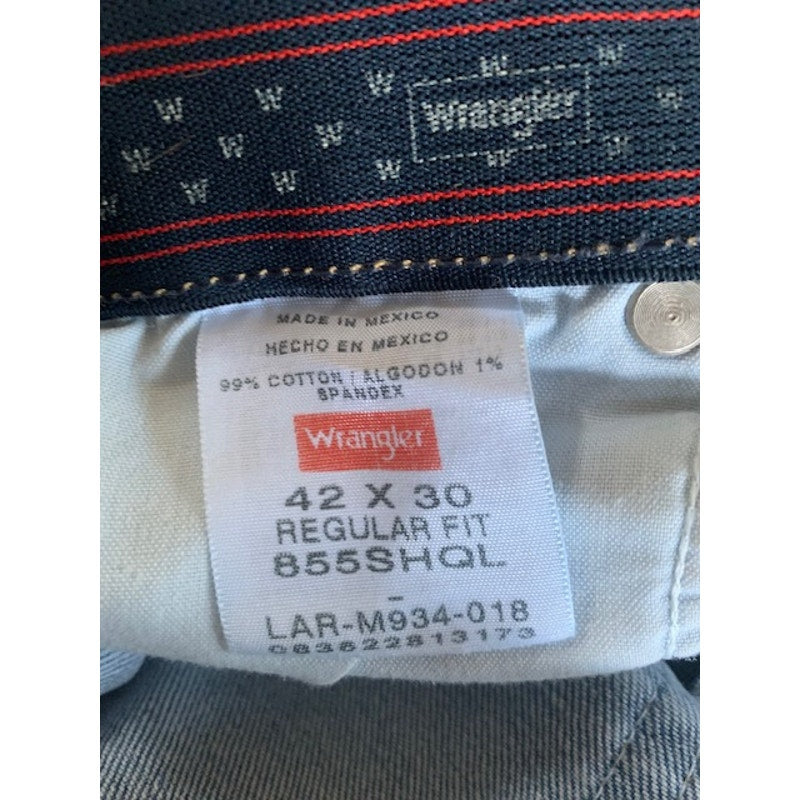 W W W W W
Wrangler
W W W W
W W W W W
MADE IN MEXICO
HECHO EN MEXICO
99% COTTON / ALGODON 1%
SPANDEX
Wrangler
42 X 30
REGULAR FIT
855SHQL
-
LAR-M934-018
083622813173